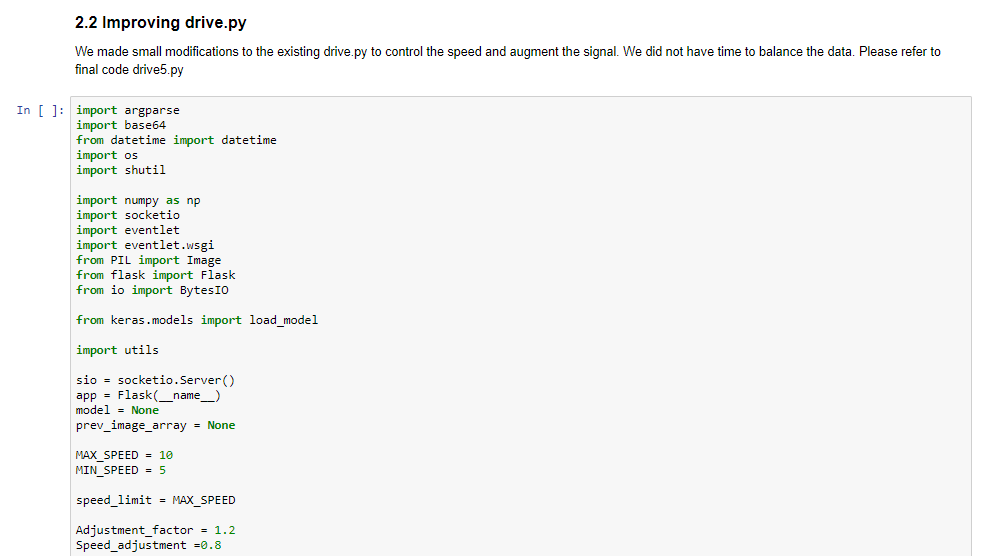 2.2 Improving drive.py
We made small modifications to the existing drive.py to control the speed and augment the signal. We did not have time to balance the data. Please refer to
final code drive5.py
In [ ]: import argparse
import base64
from datetime import datetime
import os
import shutil
import numpy as np
import socketio
import eventlet
import eventlet.wsgi
from PIL import Image
from flask import Flask
from io import BytesIO
from keras.models import load_model
import utils
sio = socketio.Server()
app = Flask(__name__)
model = None
prev_image_array = None
MAX_SPEED = 10
MIN_SPEED = 5
speed_limit = MAX_SPEED
Adjustment_factor = 1.2
Speed_adjustment =0.8